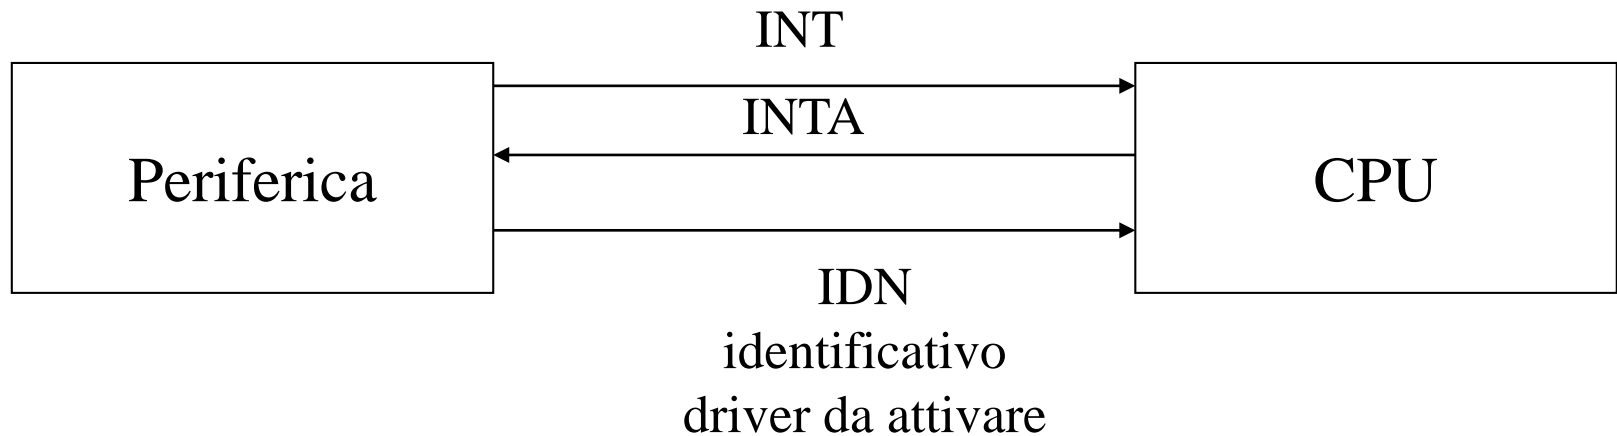 INT
INTA
Periferica
CPU
IDN
identificativo
driver da attivare